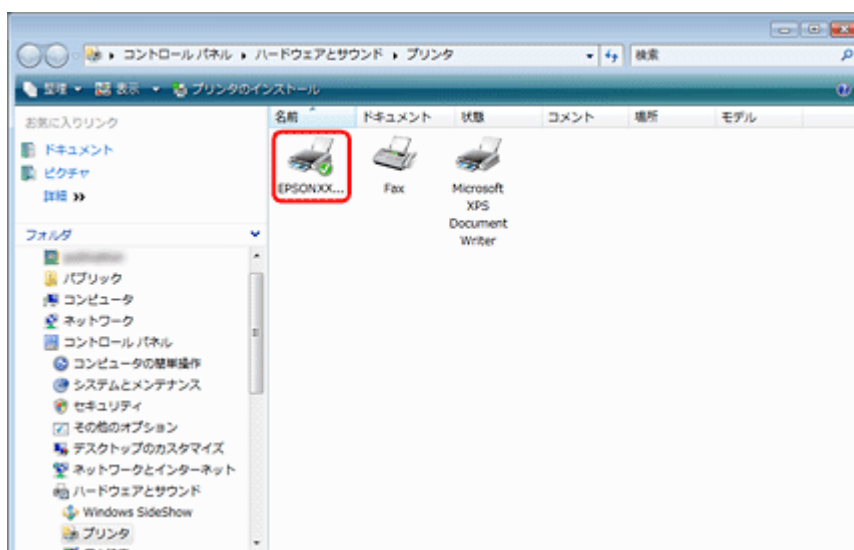 コントロール パネル ▸ ハードウェアとサウンド ▸ プリンタ
検索
整理 表示 プリンタのインストール
お気に入りリンク
ドキュメント
ピクチャ
詳細 »
フォルダ
パブリック
コンピュータ
ネットワーク
コントロール パネル
コンピュータの簡単操作
システムとメンテナンス
セキュリティ
その他のオプション
デスクトップのカスタマイズ
ネットワークとインターネット
ハードウェアとサウンド
Windows SideShow
プリンタ
名前 ドキュメント 状態 コメント 場所 モデル
EPSONXX...
Fax
Microsoft
XPS
Document
Writer